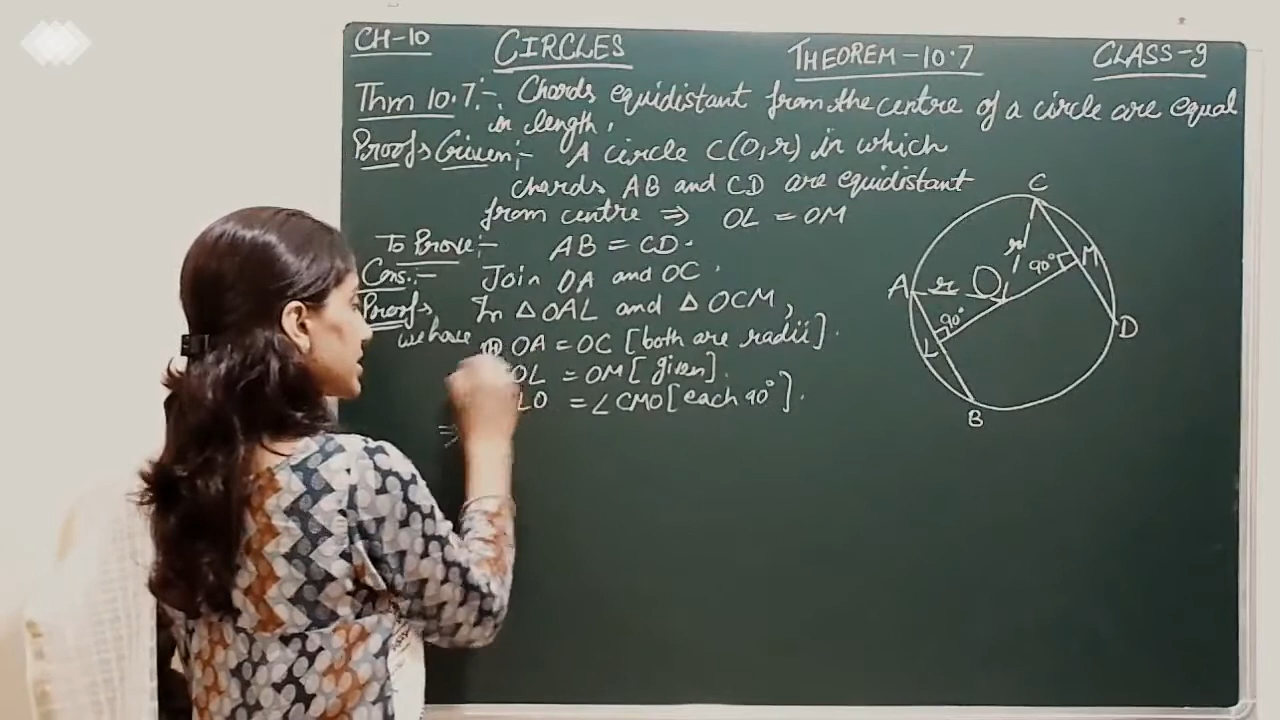 CH-10 CIRCLES THEOREM-10.7 CLASS-9
Thm 10.7:- Chords equidistant from the centre of a circle are equal
in length.
Proof: Given:- A circle C(O,r) in which
chords AB and CD are equidistant
from centre ⇒ OL = OM
To Prove:- AB = CD.
Cons.:- Join OA and OC.
Proof: In △OAL and △OCM,
we have OA = OC [both are radii].
OL = OM [given].
LO = ∠CMO [each 90°].
⇒
C
r
O
90°
M
A
r
90°
L
D
B